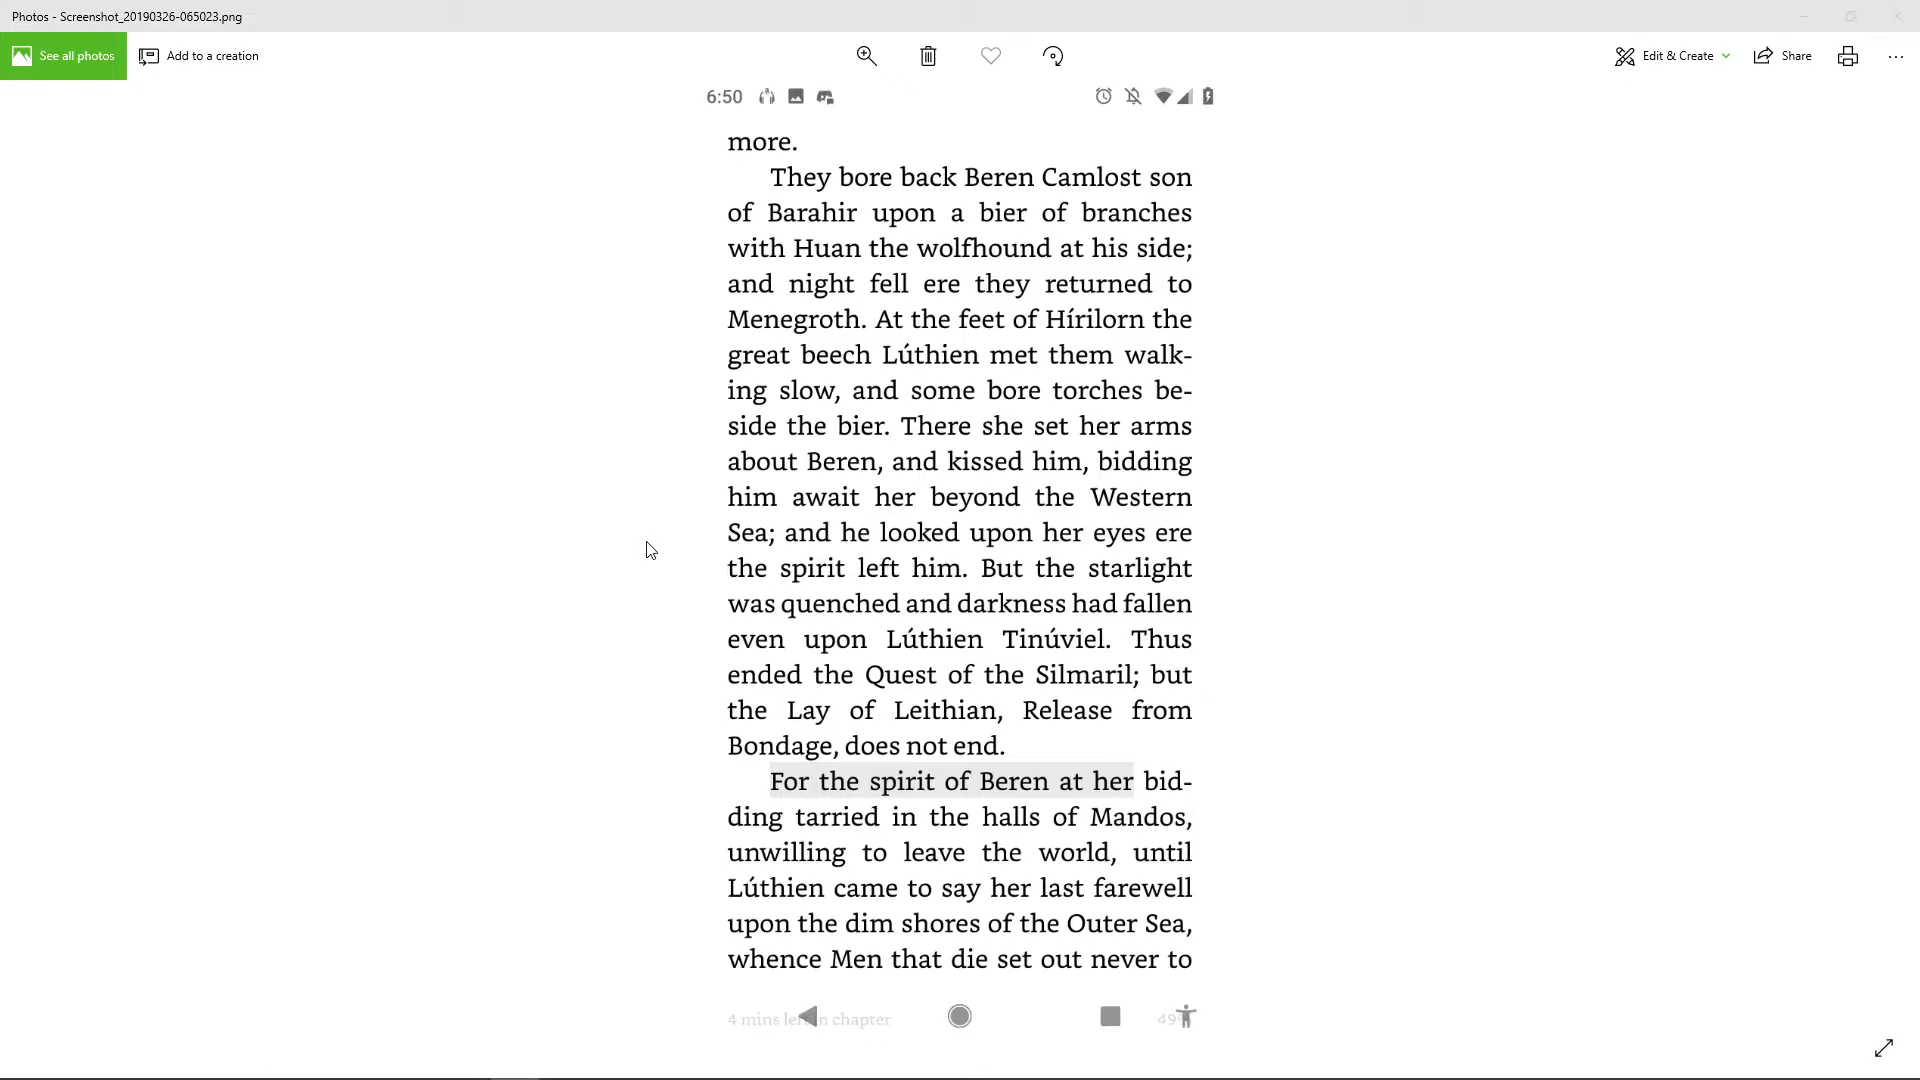 Photos - Screenshot_20190326-065023.png
See all photos
Add to a creation
Edit & Create
Share
6:50
more.
They bore back Beren Camlost son
of Barahir upon a bier of branches
with Huan the wolfhound at his side;
and night fell ere they returned to
Menegroth. At the feet of Hírilorn the
great beech Lúthien met them walk-
ing slow, and some bore torches be-
side the bier. There she set her arms
about Beren, and kissed him, bidding
him await her beyond the Western
Sea; and he looked upon her eyes ere
the spirit left him. But the starlight
was quenched and darkness had fallen
even upon Lúthien Tinúviel. Thus
ended the Quest of the Silmaril; but
the Lay of Leithian, Release from
Bondage, does not end.
For the spirit of Beren at her bid-
ding tarried in the halls of Mandos,
unwilling to leave the world, until
Lúthien came to say her last farewell
upon the dim shores of the Outer Sea,
whence Men that die set out never to
4 mins left in chapter